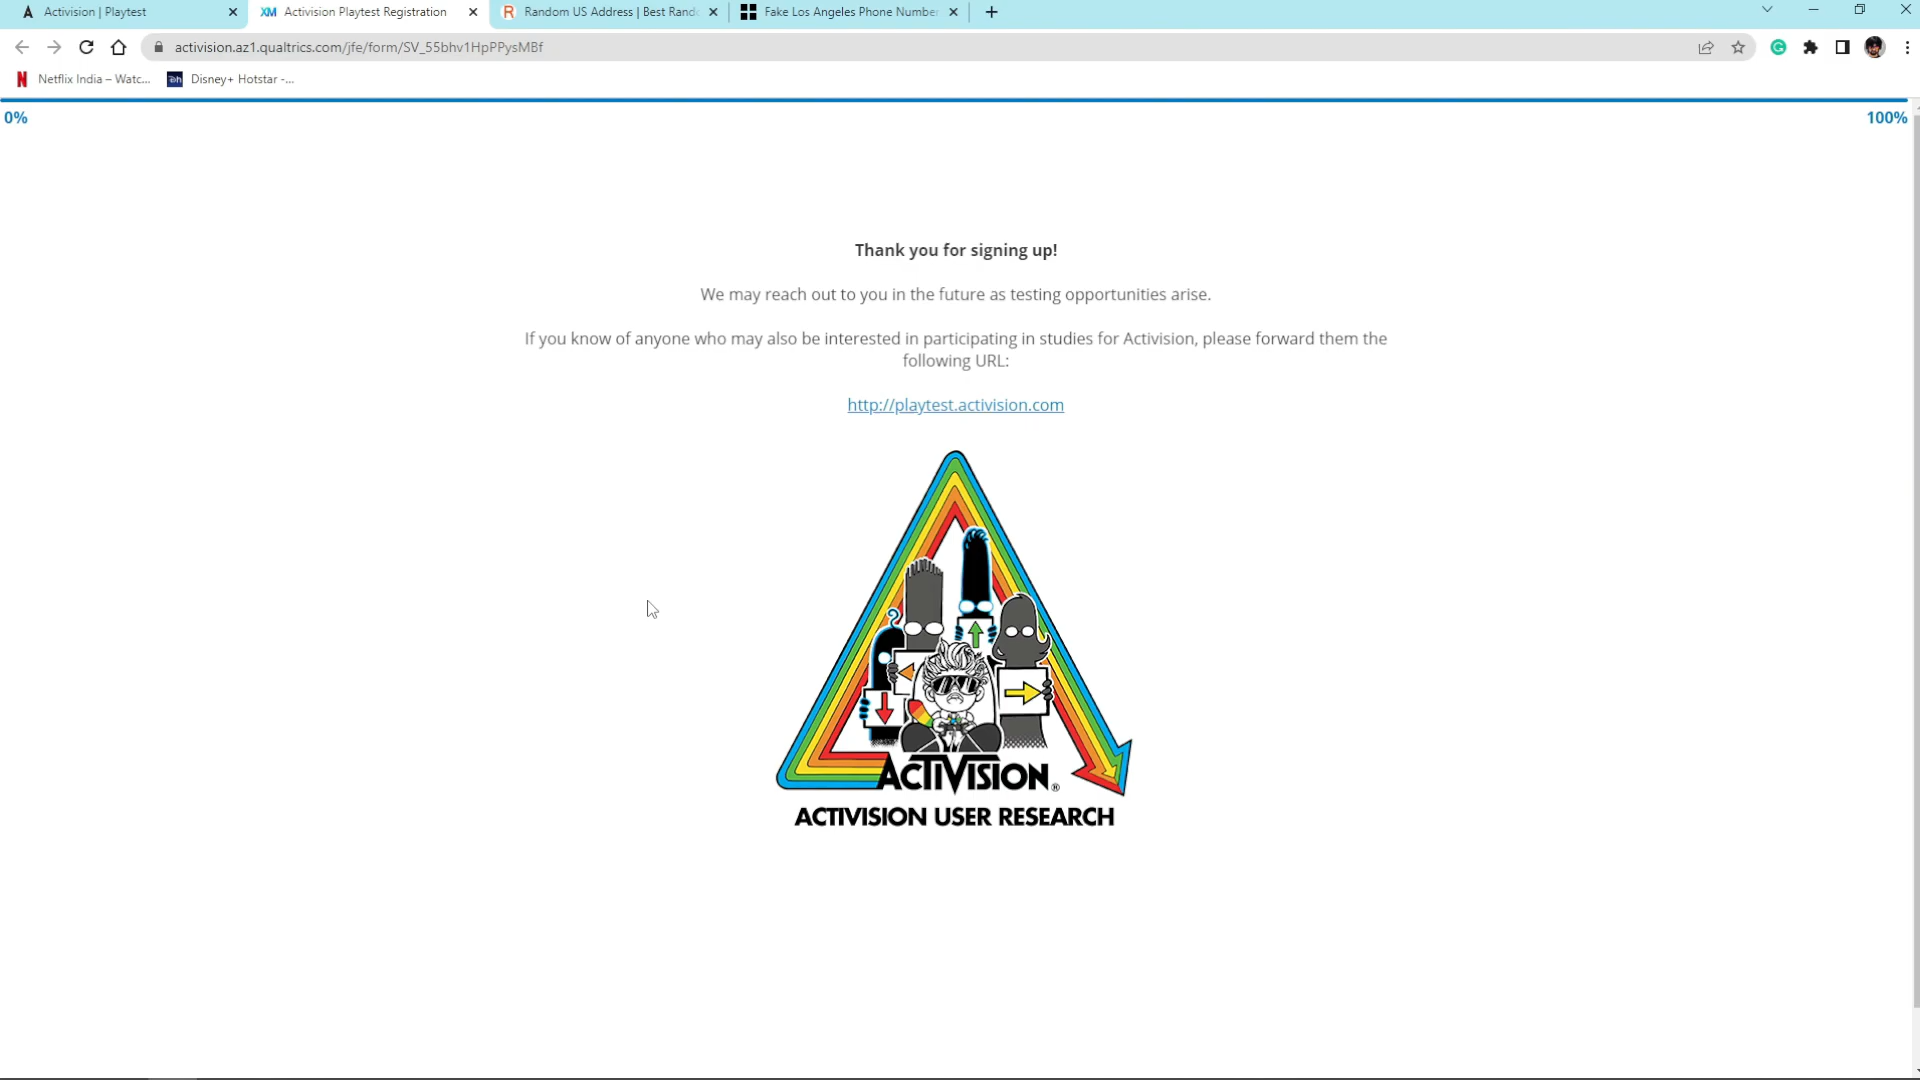 Activision | Playtest
Activision Playtest Registration
Random US Address | Best Rand
Fake Los Angeles Phone Number
activision.az1.qualtrics.com/jfe/form/SV_55bhv1HpPPysMBf
Netflix India – Watc...
Disney+ Hotstar -...
0%
100%
Thank you for signing up!
We may reach out to you in the future as testing opportunities arise.
If you know of anyone who may also be interested in participating in studies for Activision, please forward them the
following URL:
http://playtest.activision.com
ACTIVISION®
ACTIVISION USER RESEARCH